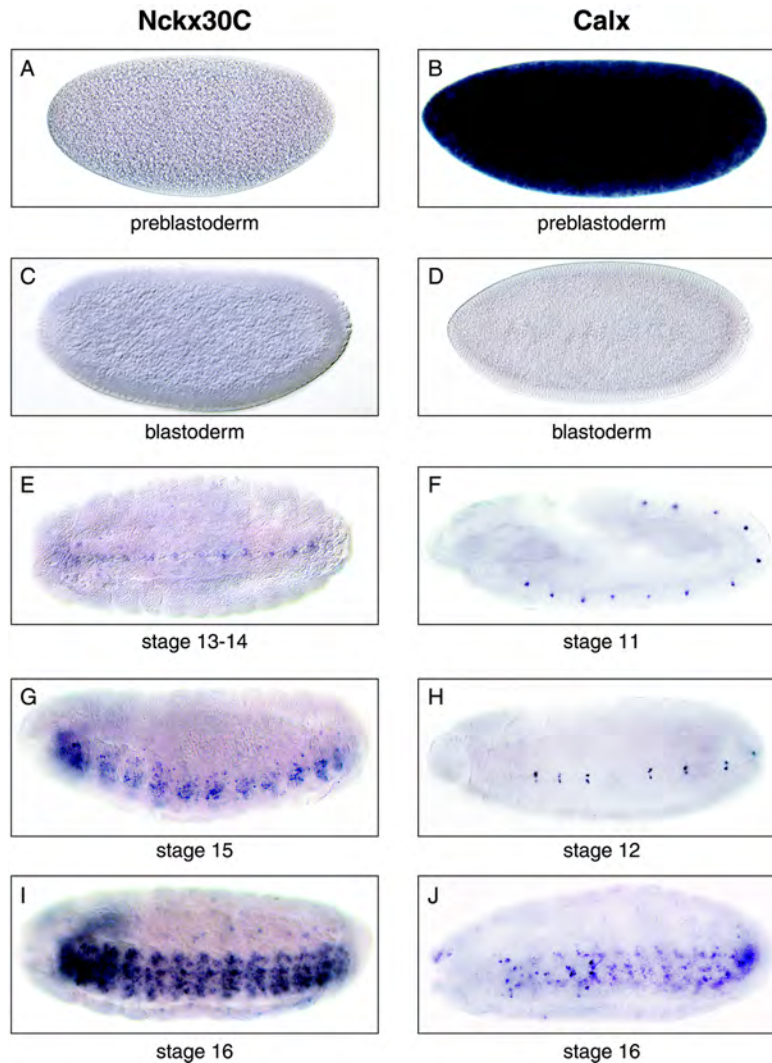 Nckx30C Calx
A B
preblastoderm preblastoderm
C D
blastoderm blastoderm
E F
stage 13-14 stage 11
G H
stage 15 stage 12
I J
stage 16 stage 16